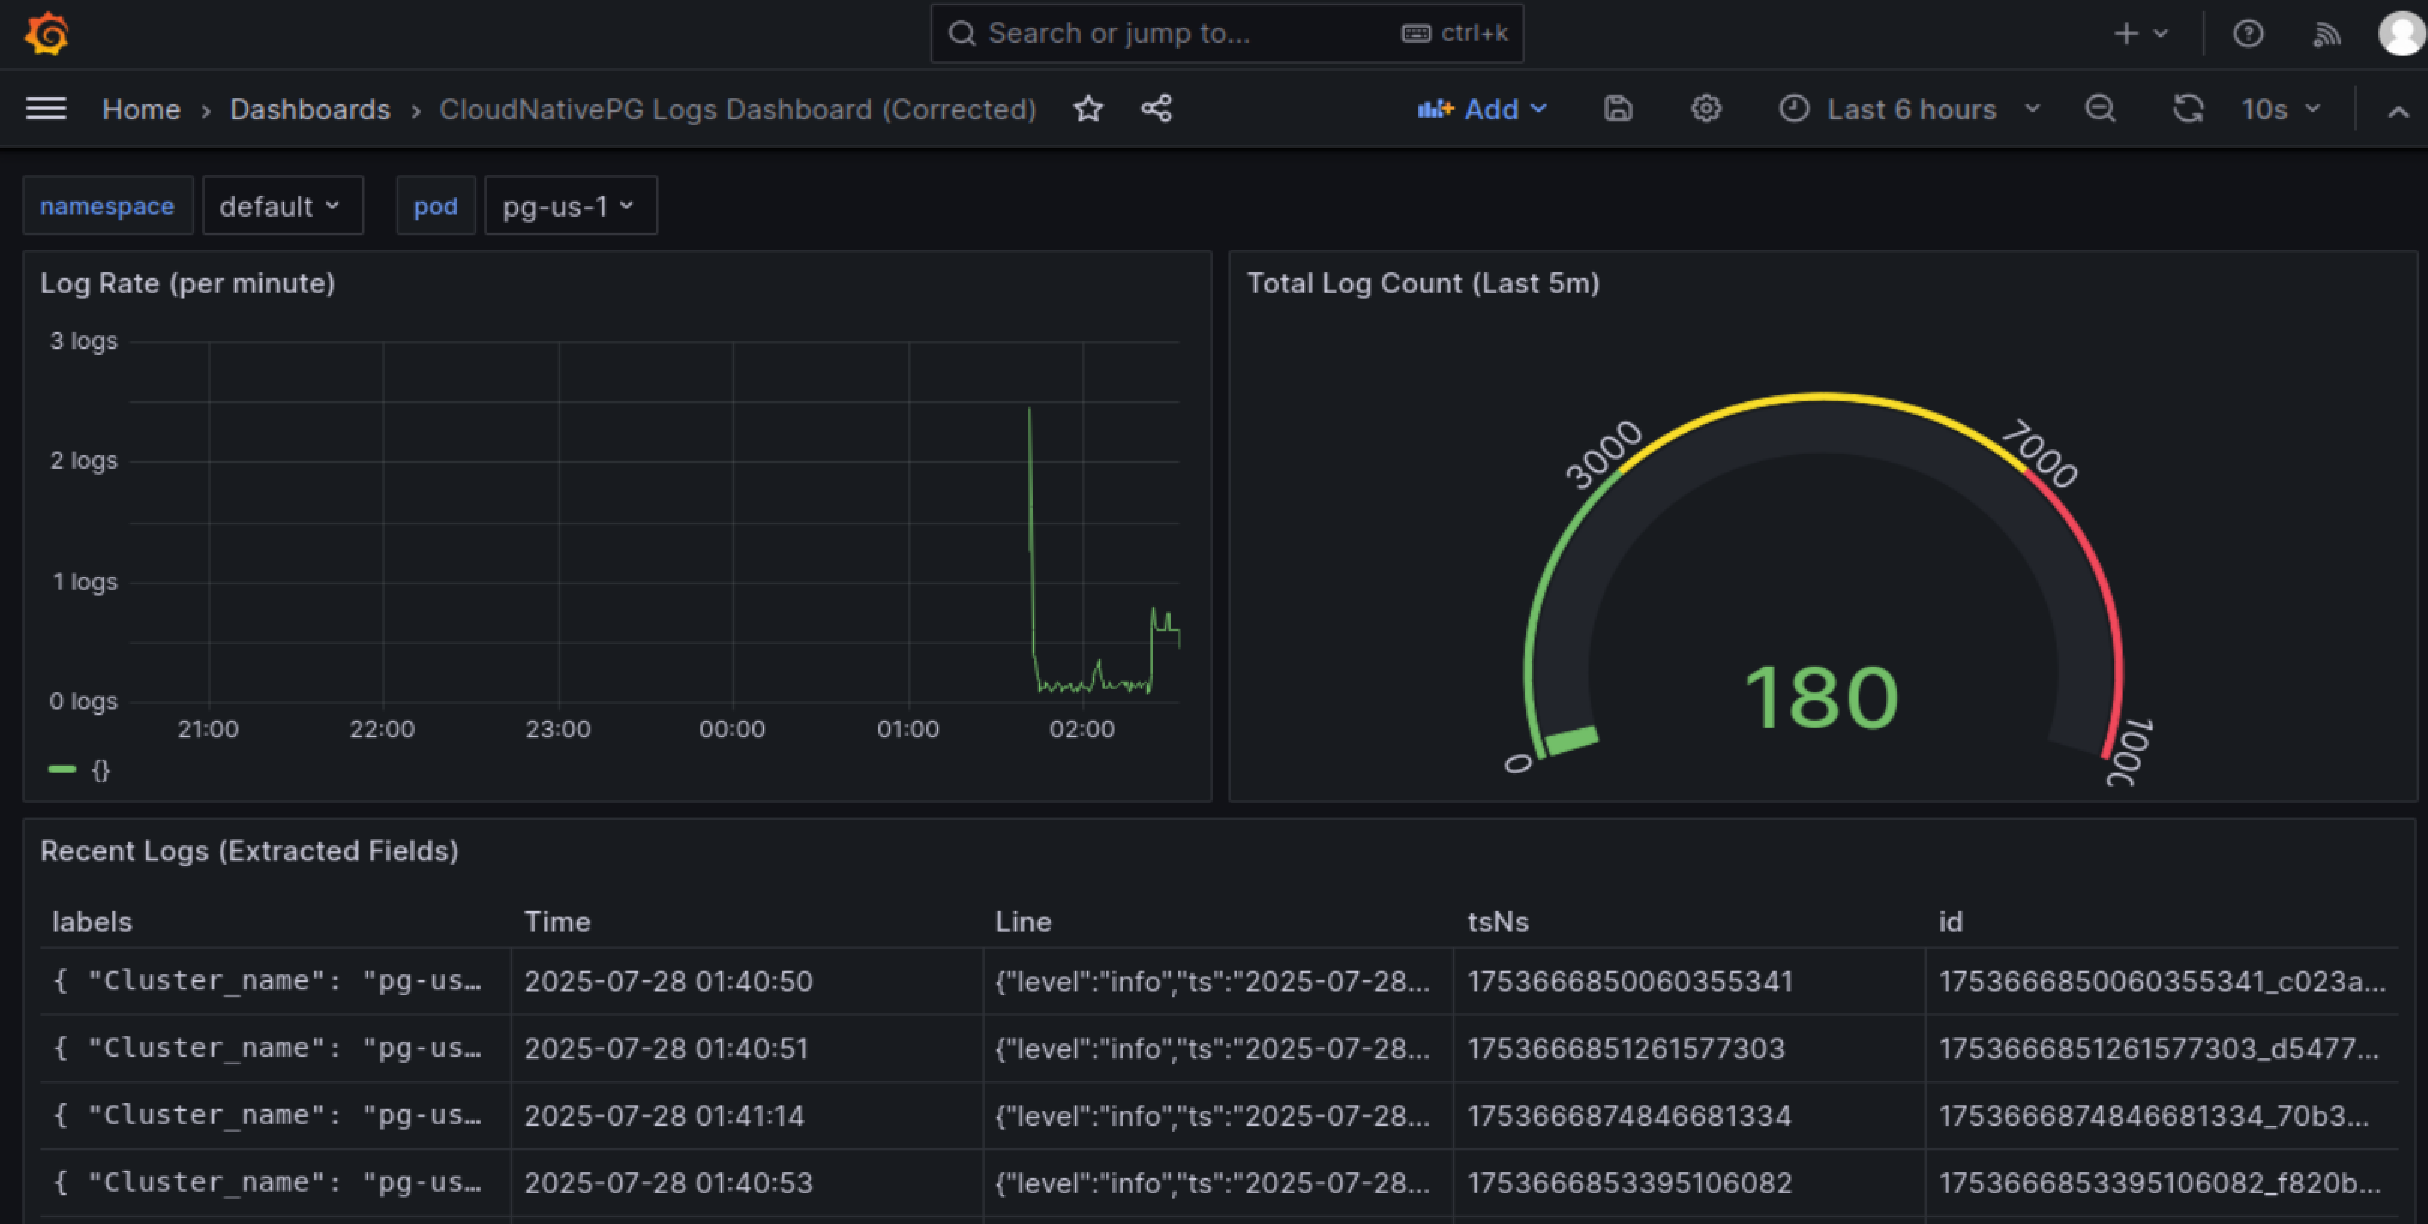 Search or jump to... ctrl+k
Home › Dashboards › CloudNativePG Logs Dashboard (Corrected) Add Last 6 hours 10s
namespace default pod pg-us-1
Log Rate (per minute)
3 logs
2 logs
1 logs
0 logs
21:00 22:00 23:00 00:00 01:00 02:00
{}
Total Log Count (Last 5m)
0
3000
7000
180
Recent Logs (Extracted Fields)
labels Time Line tsNs id
{ "Cluster_name": "pg-us… 2025-07-28 01:40:50 {"level":"info","ts":"2025-07-28... 1753666850060355341 1753666850060355341_c023a...
{ "Cluster_name": "pg-us… 2025-07-28 01:40:51 {"level":"info","ts":"2025-07-28... 1753666851261577303 1753666851261577303_d5477...
{ "Cluster_name": "pg-us… 2025-07-28 01:41:14 {"level":"info","ts":"2025-07-28... 1753666874846681334 1753666874846681334_70b3...
{ "Cluster_name": "pg-us… 2025-07-28 01:40:53 {"level":"info","ts":"2025-07-28... 1753666853395106082 1753666853395106082_f820b...